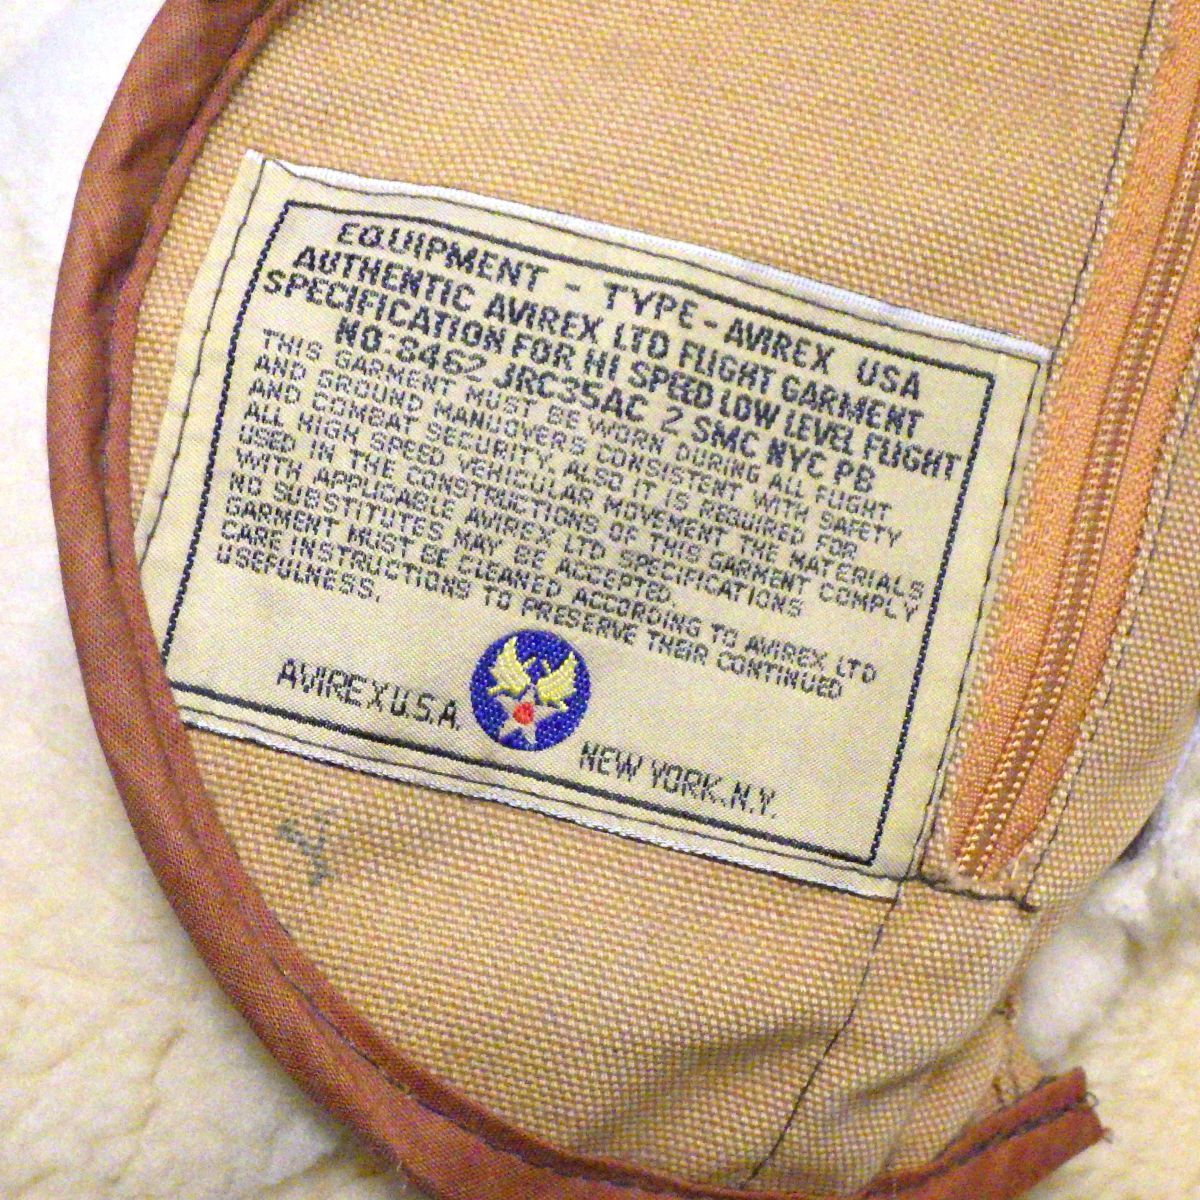 EQUIPMENT - TYPE - AVIREX USA
AUTHENTIC AVIREX LTD FLIGHT GARMENT
SPECIFICATION FOR HI SPEED LOW LEVEL FLIGHT
NO. 8462 JRC35AC 2 SMC NYC PB
THIS GARMENT MUST BE WORN DURING ALL FLIGHT
AND GROUND MANUOVERS CONSISTENT WITH SAFETY
AND COMBAT SECURITY. ALSO IT IS REQUIRED FOR
ALL HIGH SPEED VEHICULAR MOVEMENT THE MATERIALS
USED IN THE CONSTRUCTIONS OF THIS GARMENT COMPLY
WITH APPLICABLE AVIREX LTD SPECIFICATIONS
NO SUBSTITUTES MAY BE ACCEPTED.
GARMENT MUST BE CLEANED ACCORDING TO AVIREX LTD
CARE INSTRUCTIONS TO PRESERVE THEIR CONTINUED
USEFULNESS.
AVIREX U.S.A. NEW YORK. N.Y.